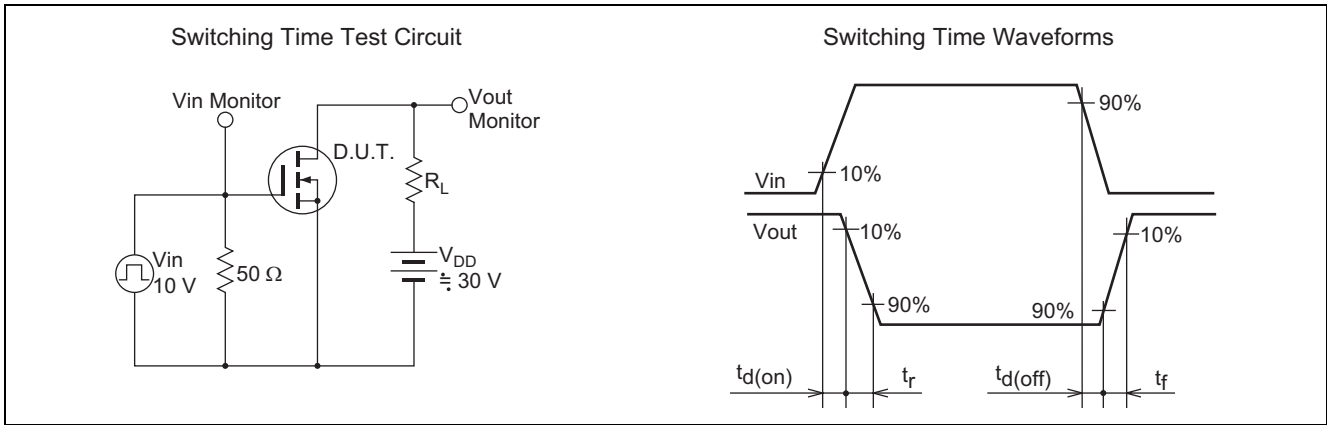 Switching Time Test Circuit
Vin Monitor
Vout
Monitor
D.U.T.
RL
Vin
10 V
50 Ω
VDD
≒ 30 V
Switching Time Waveforms
90%
Vin
10%
Vout
10%
10%
90%
90%
td(on)
tr
td(off)
tf